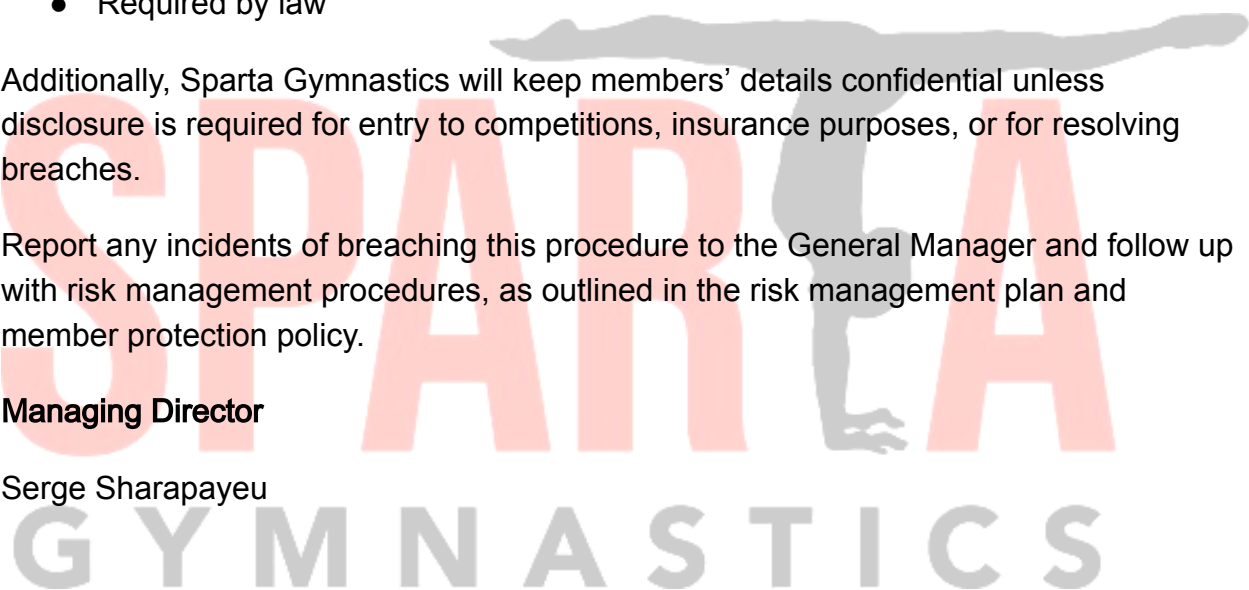 ● Required by law
Additionally, Sparta Gymnastics will keep members’ details confidential unless
disclosure is required for entry to competitions, insurance purposes, or for resolving
breaches.
Report any incidents of breaching this procedure to the General Manager and follow up
with risk management procedures, as outlined in the risk management plan and
member protection policy.
Managing Director
Serge Sharapayeu
SPARTA
GYMNASTICS